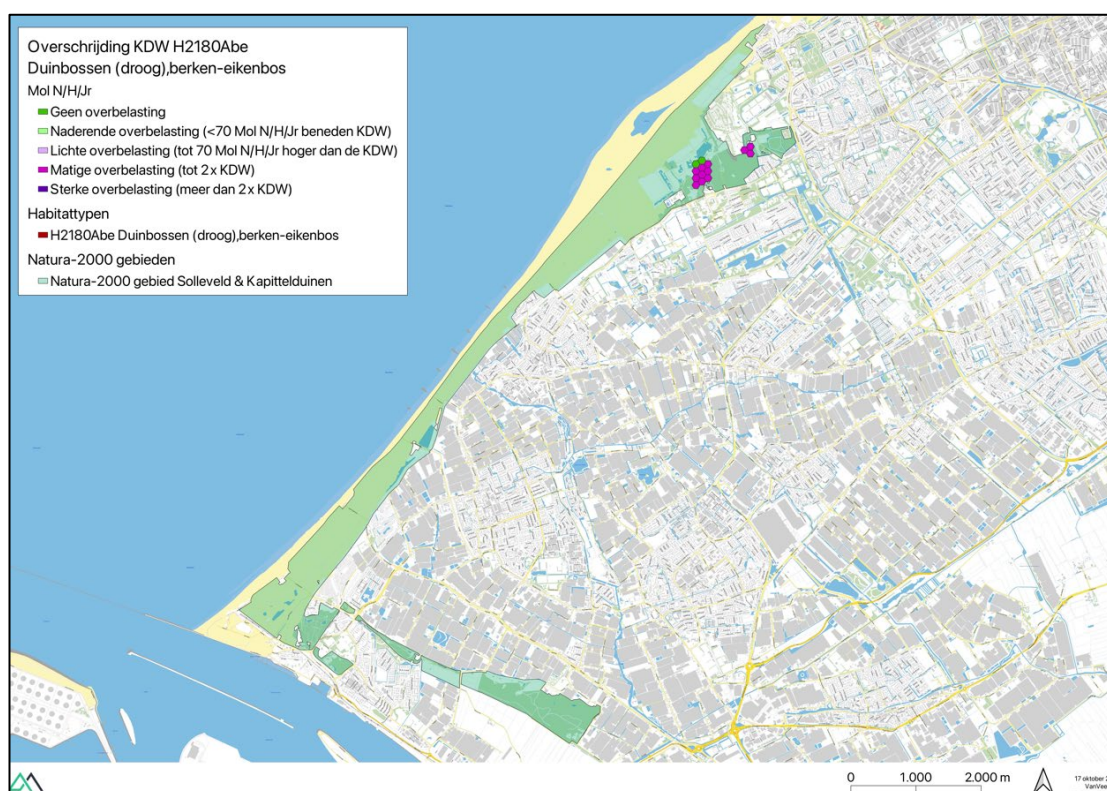 Overschrijding KDW H2180Abe
Duinbossen (droog),berken-eikenbos
Mol N/H/Jr
Geen overbelasting
Naderende overbelasting (<70 Mol N/H/Jr beneden KDW)
Lichte overbelasting (tot 70 Mol N/H/Jr hoger dan de KDW)
Matige overbelasting (tot 2x KDW)
Sterke overbelasting (meer dan 2x KDW)
Habitattypen
H2180Abe Duinbossen (droog),berken-eikenbos
Natura-2000 gebieden
Natura-2000 gebied Solleveld & Kapittelduinen
0 1.000 2.000 m
17 oktober 2
VanVee